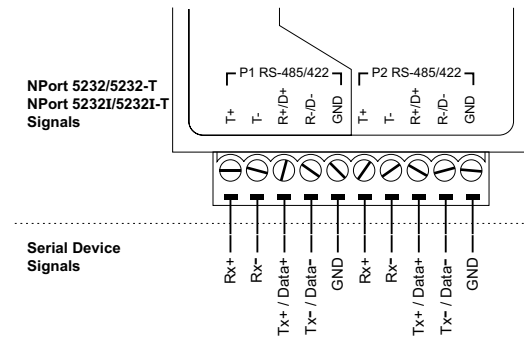 P1 RS-485/422
P2 RS-485/422
NPort 5232/5232-T
NPort 5232I/5232I-T
Signals
T+
T-
R+/D+
R-/D-
GND
T+
T-
R+/D+
R-/D-
GND
Serial Device
Signals
Rx+
Rx-
Tx+ / Data+
Tx- / Data-
GND
Rx+
Rx-
Tx+ / Data+
Tx- / Data-
GND